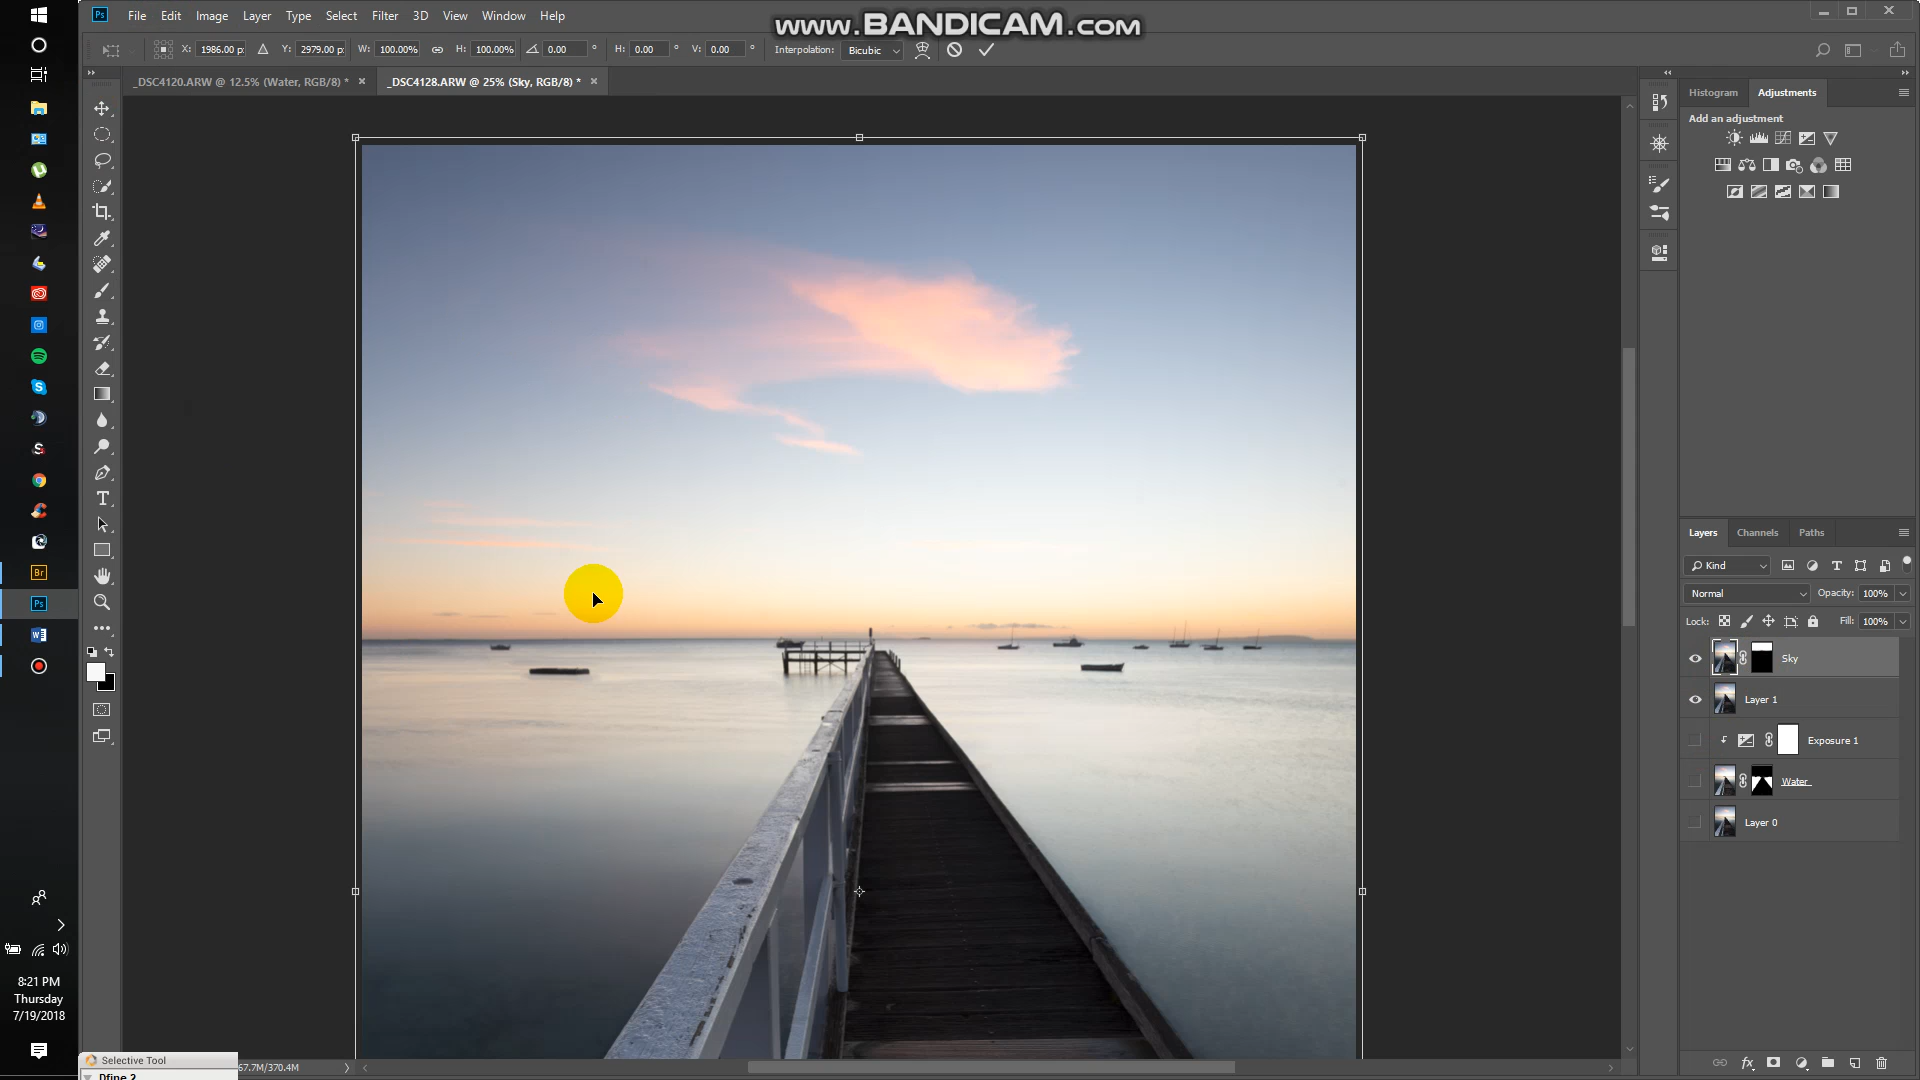 Ps File Edit Image Layer Type Select Filter 3D View Window Help
www.BANDICAM.com
X: 1986.00 p: Y: 2979.00 p: W: 100.00% H: 100.00% 0.00 ° H: 0.00 ° V: 0.00 ° Interpolation: Bicubic
_DSC4120.ARW @ 12.5% (Water, RGB/8) * × _DSC4128.ARW @ 25% (Sky, RGB/8) * ×
Histogram Adjustments
Add an adjustment
Layers Channels Paths
Kind
Normal Opacity: 100%
Lock: Fill: 100%
Sky
Layer 1
Exposure 1
Water
Layer 0
Br
Ps
8:21 PM
Thursday
7/19/2018
Selective Tool
67.7M/370.4M
Dfine 2